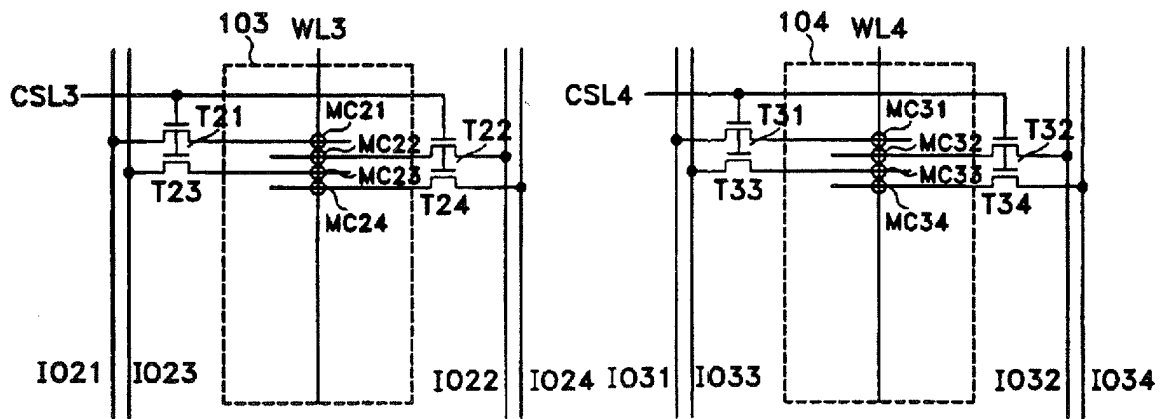 103 WL3
104 WL4
CSL3
CSL4
T21 MC21 T22
MC22
MC23
T23 T24
MC24
T31 MC31 T32
MC32
MC33
T33 T34
MC34
IO21 IO23 IO22 IO24
IO31 IO33 IO32 IO34